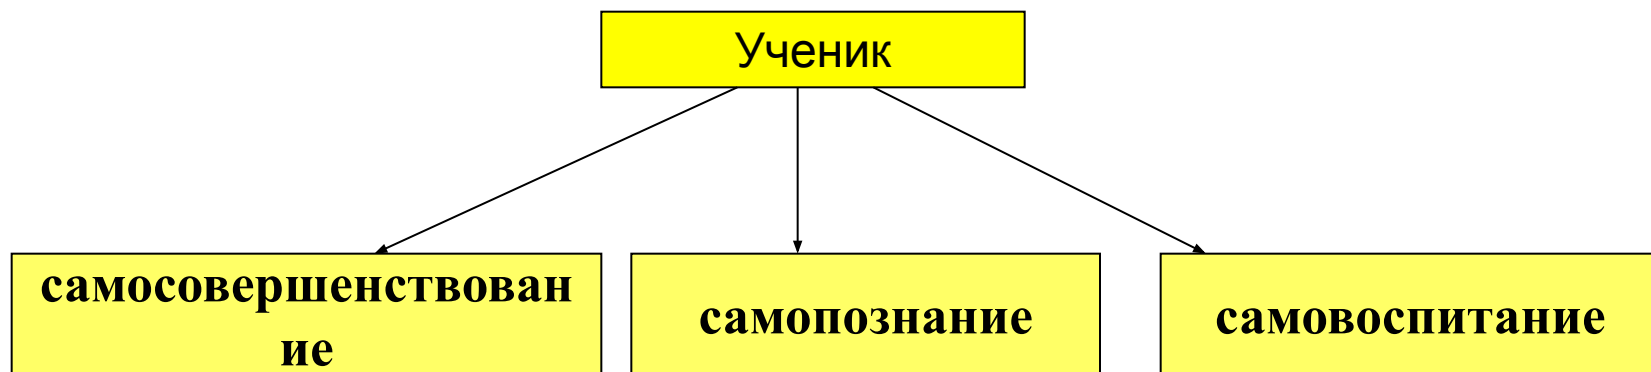 Ученик
самосовершенствован
ие
самопознание
самовоспитание